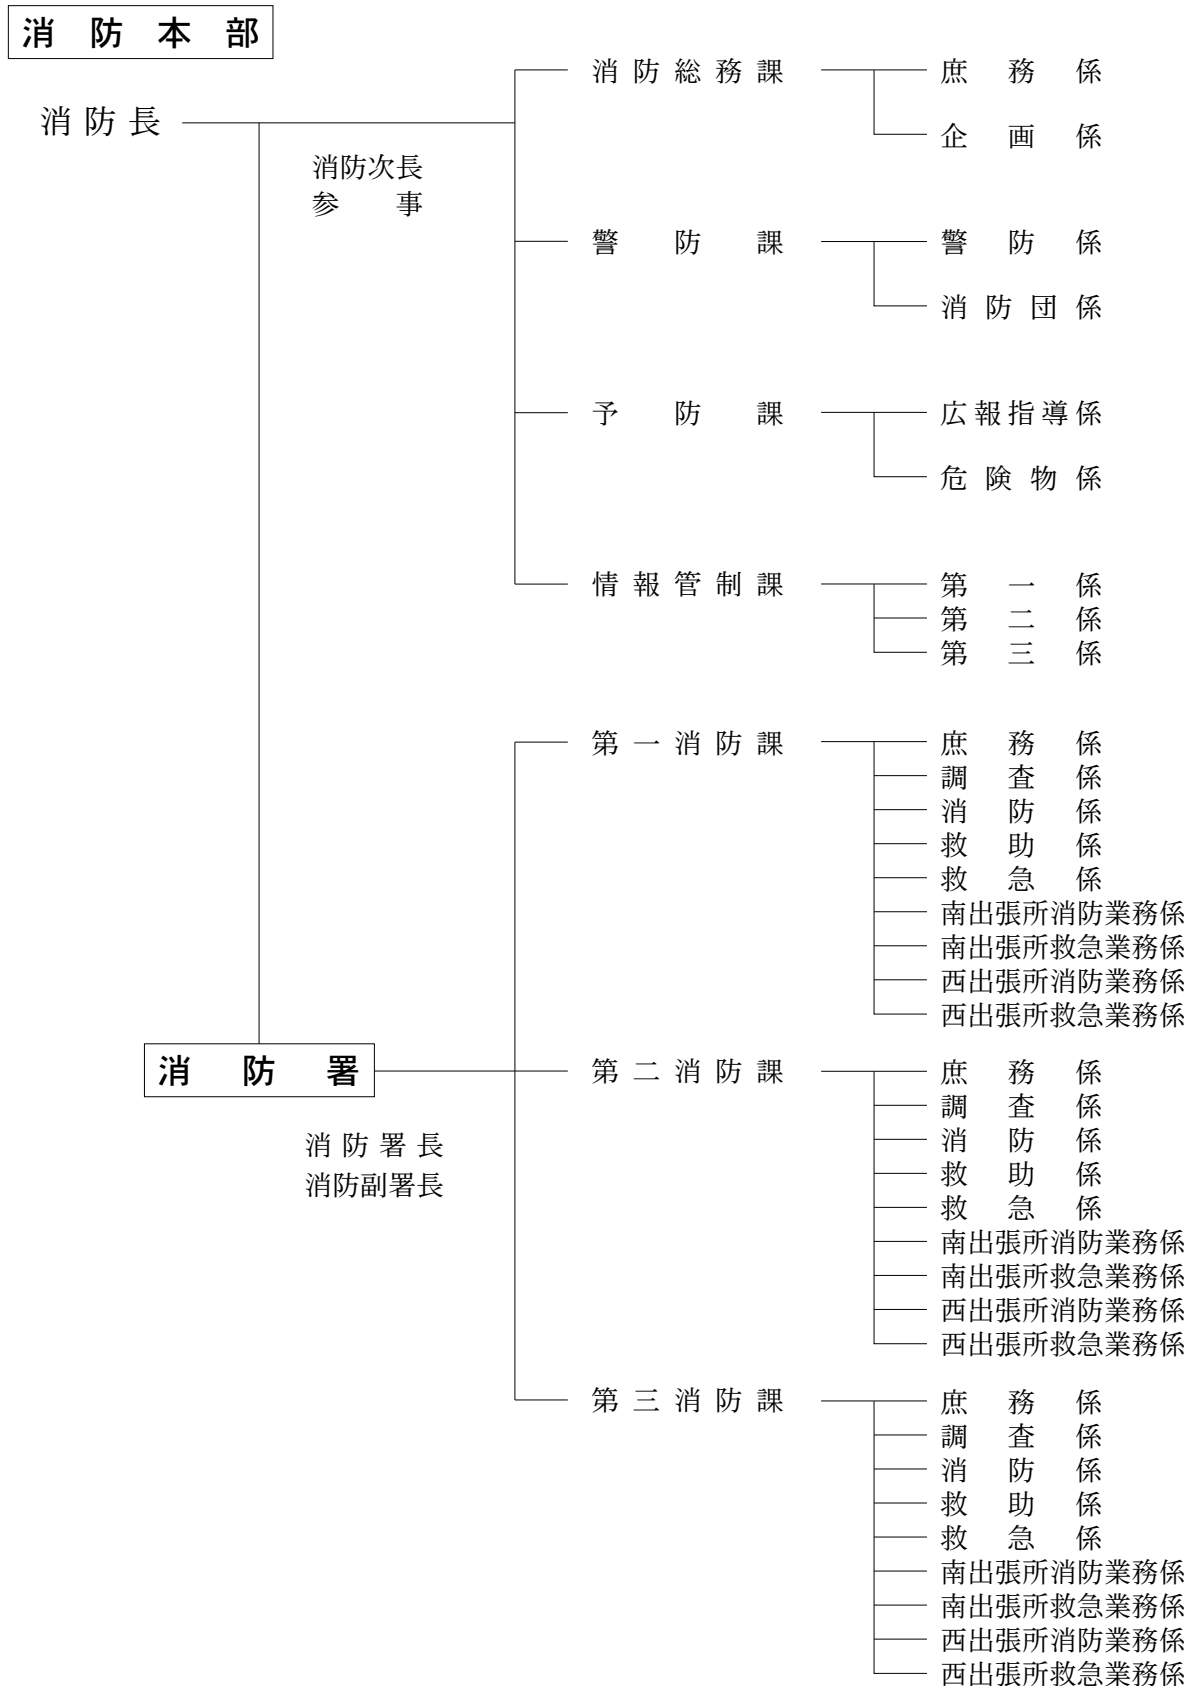 消防本部
消防長
消防次長
参事
消防総務課
庶務係
企画係
警防課
警防係
消防団係
予防課
広報指導係
危険物係
情報管制課
第一係
第二係
第三係
消防署
消防署長
消防副署長
第一消防課
庶務係
調査係
消防係
救助係
救急係
南出張所消防業務係
南出張所救急業務係
西出張所消防業務係
西出張所救急業務係
第二消防課
庶務係
調査係
消防係
救助係
救急係
南出張所消防業務係
南出張所救急業務係
西出張所消防業務係
西出張所救急業務係
第三消防課
庶務係
調査係
消防係
救助係
救急係
南出張所消防業務係
南出張所救急業務係
西出張所消防業務係
西出張所救急業務係